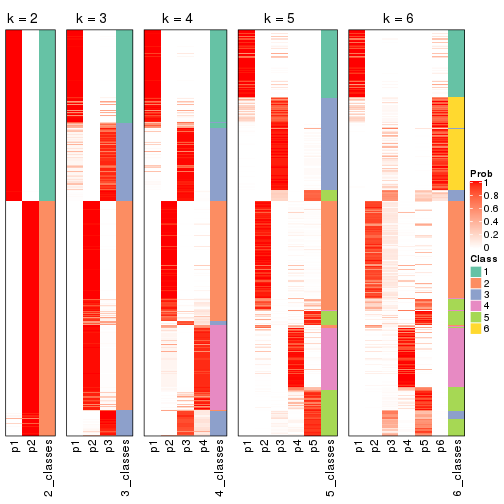 k = 2
k = 3
k = 4
k = 5
k = 6
Prob
1
0.8
0.6
0.4
0.2
0
Class
1
2
3
4
5
6
p1
p2
2_classes
p1
p2
p3
3_classes
p1
p2
p3
p4
4_classes
p1
p2
p3
p4
p5
5_classes
p1
p2
p3
p4
p5
p6
6_classes